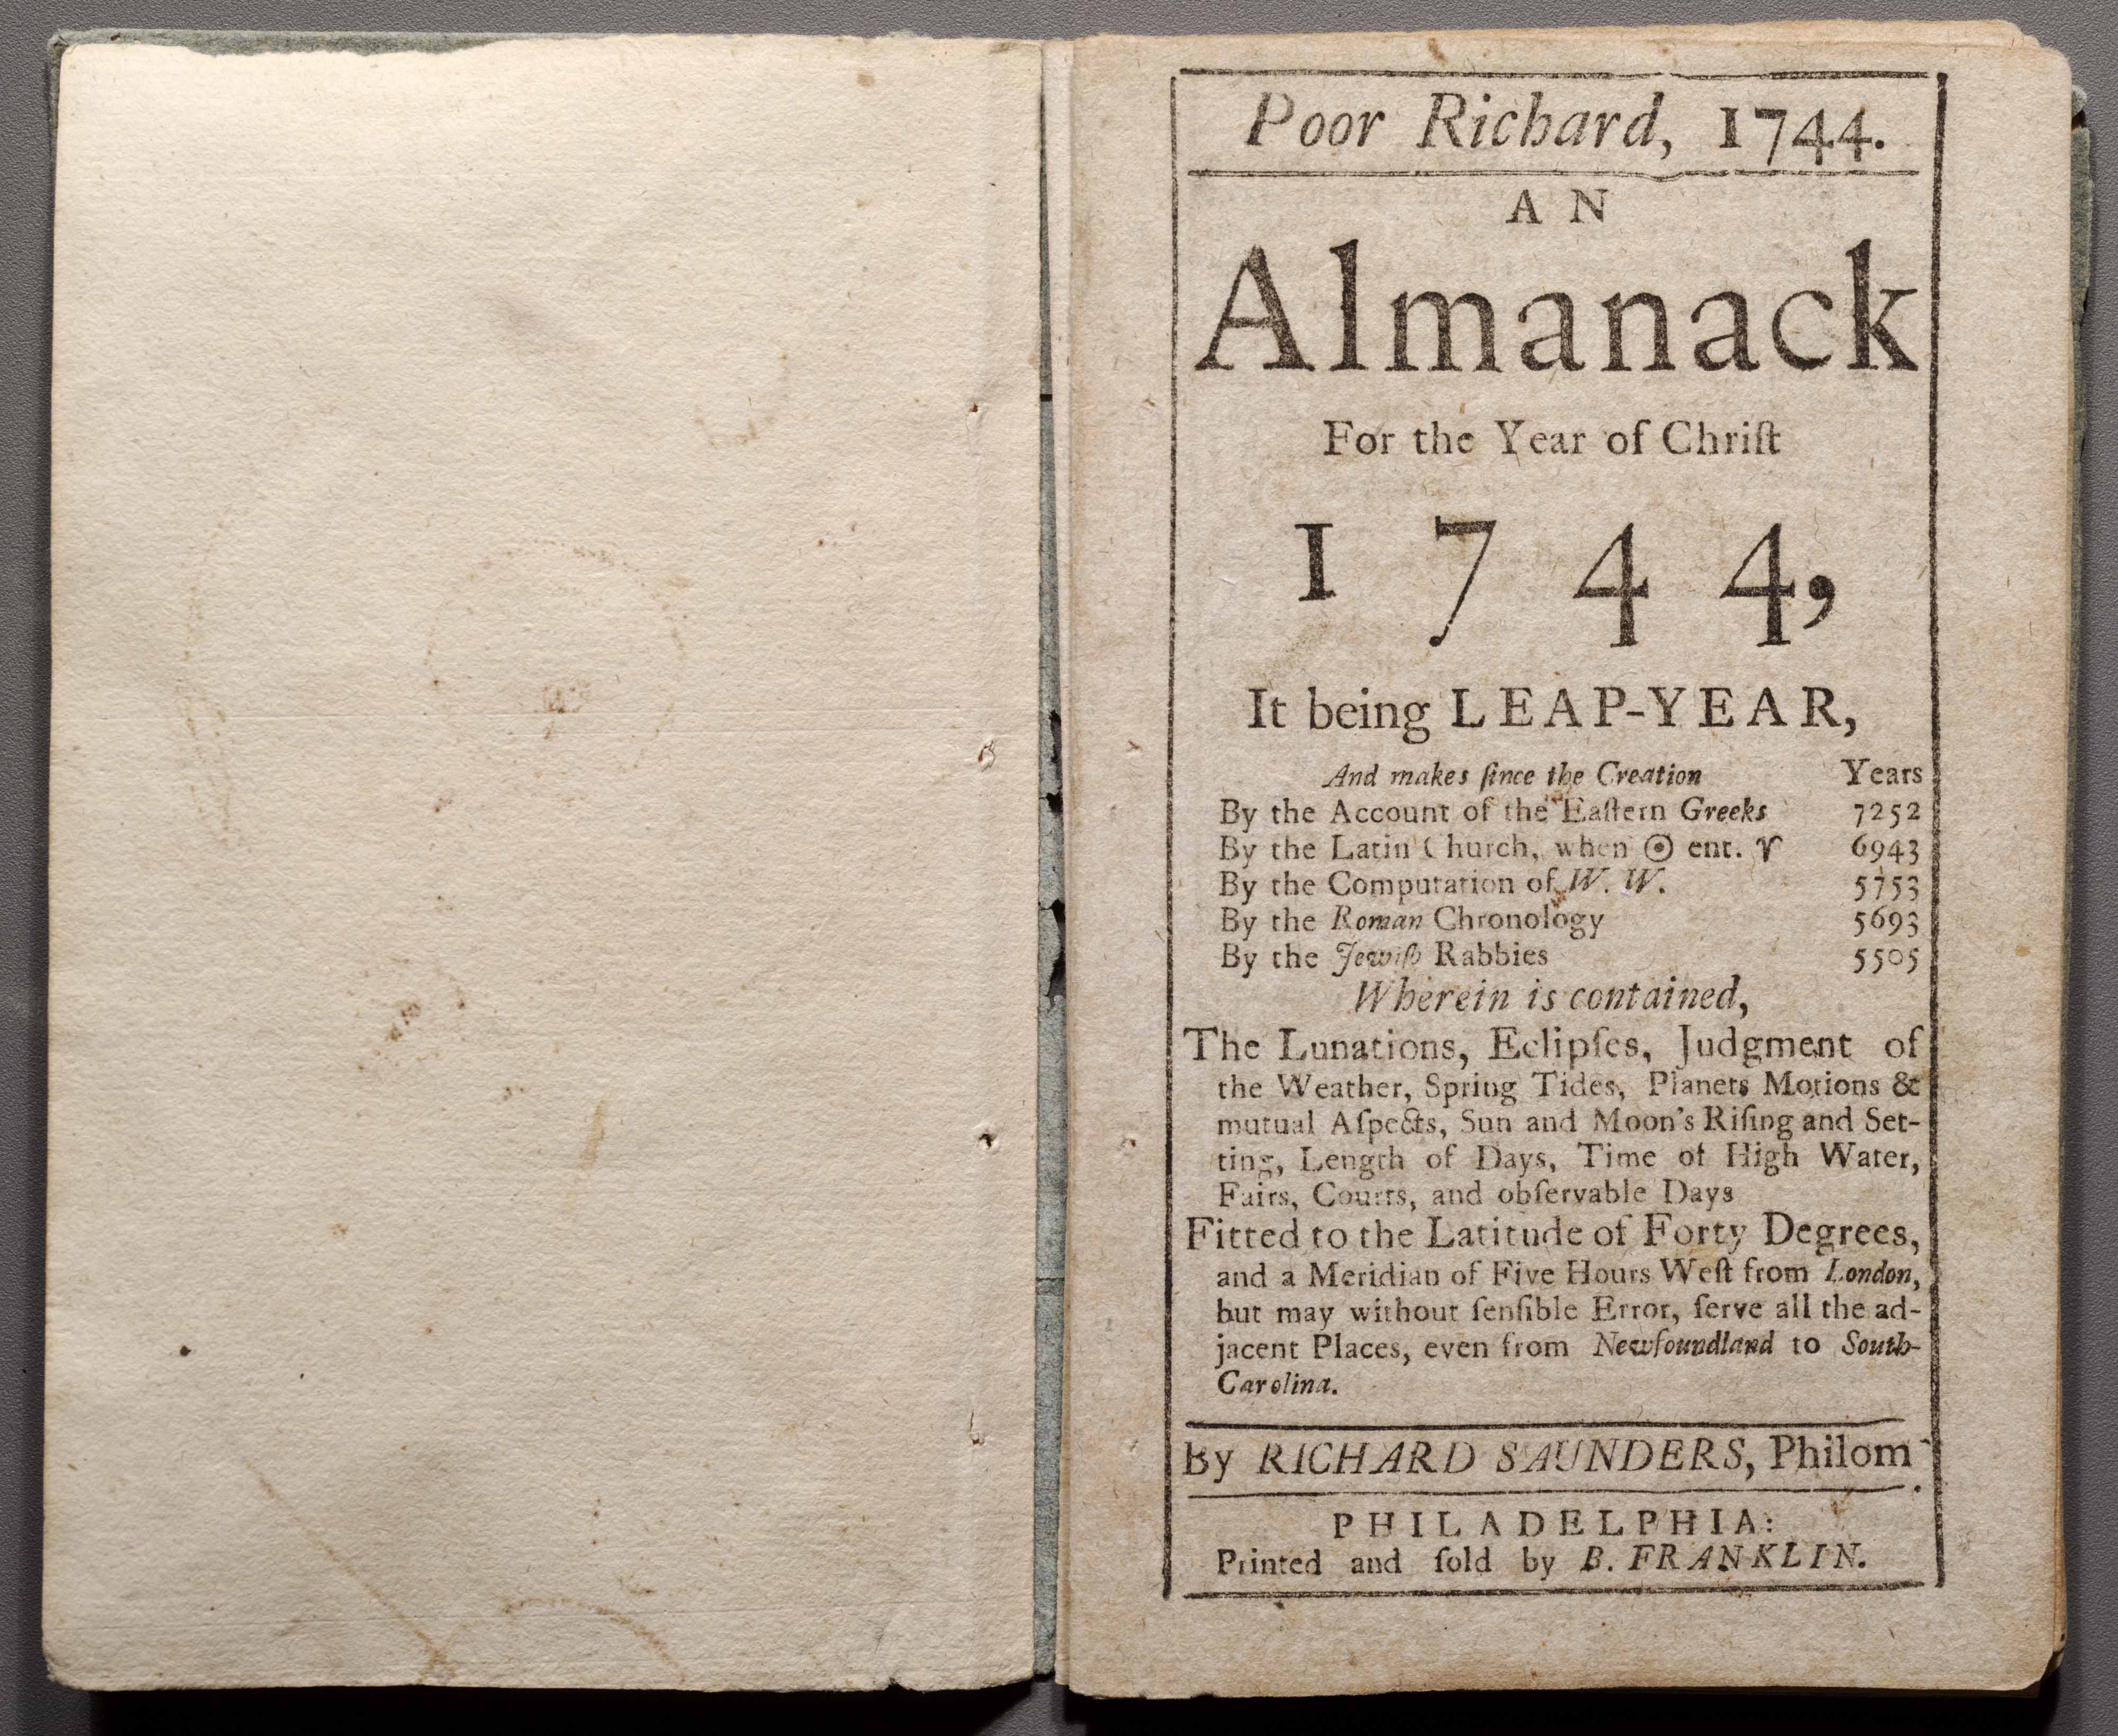 Poor Richard, 1744.
AN
Almanack
For the Year of Chriſt
1744,
It being LEAP-YEAR,
And makes ſince the Creation Years
By the Account of the Eaſtern Greeks 7252
By the Latin Church, when ☉ ent. ♈ 6943
By the Computation of W. W. 5753
By the Roman Chronology 5693
By the Jewiſh Rabbies 5505
Wherein is contained,
The Lunations, Eclipſes, Judgment of
the Weather, Spring Tides, Planets Motions &
mutual Aſpects, Sun and Moon's Riſing and Set-
ting, Length of Days, Time of High Water,
Fairs, Courts, and obſervable Days
Fitted to the Latitude of Forty Degrees,
and a Meridian of Five Hours Weſt from London,
but may without ſenſible Error, ſerve all the ad-
jacent Places, even from Newfoundland to South-
Carolina.
By RICHARD SAUNDERS, Philom.
PHILADELPHIA:
Printed and ſold by B. FRANKLIN.